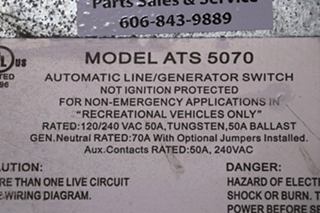 Parts Sales & Service
606-843-9889
UL US
MODEL ATS 5070
AUTOMATIC LINE/GENERATOR SWITCH
NOT IGNITION PROTECTED
FOR NON-EMERGENCY APPLICATIONS IN
"RECREATIONAL VEHICLES ONLY"
RATED:120/240 VAC 50A,TUNGSTEN,50A BALLAST
GEN.Neutral RATED:70A With Optional Jumpers Installed.
Aux.Contacts RATED:50A, 240VAC
AUTION:
DANGER:
RE THAN ONE LIVE CIRCUIT
HAZARD OF ELECT
WIRING DIAGRAM.
SHOCK OR BURN. T
POWER BEFORE SE